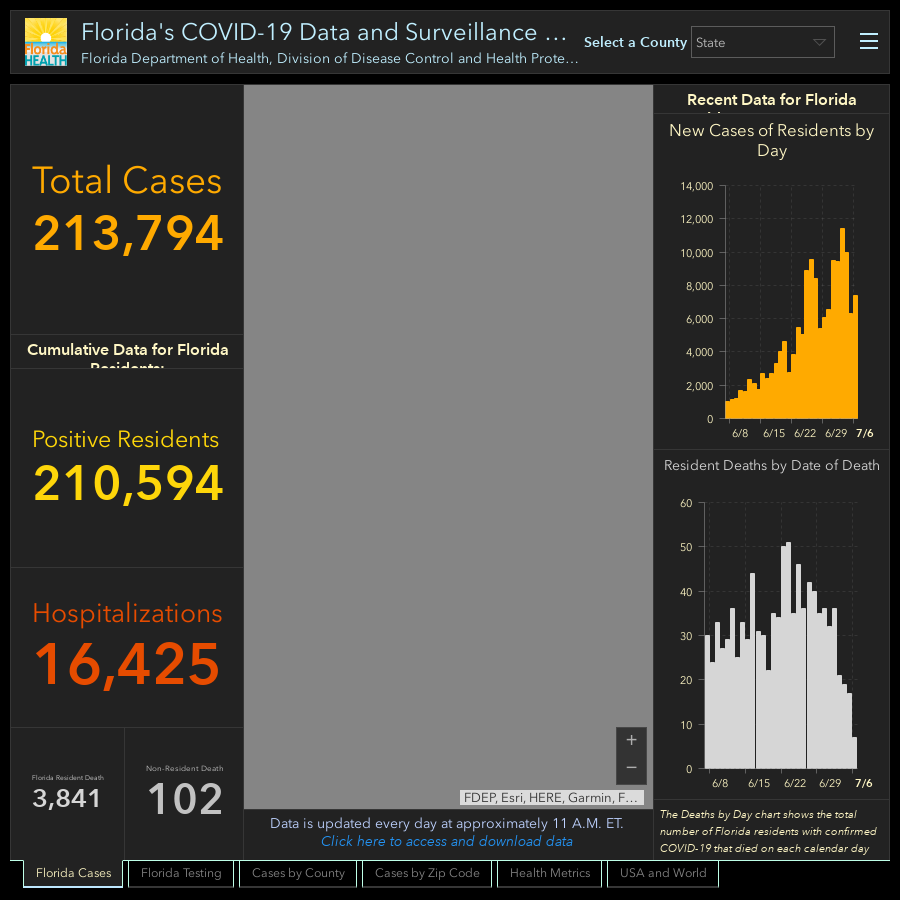 Florida
HEALTH
Florida's COVID-19 Data and Surveillance ...
Florida Department of Health, Division of Disease Control and Health Prote...
Select a County
State
Total Cases
213,794
Cumulative Data for Florida
Residents:
Positive Residents
210,594
Hospitalizations
16,425
Florida Resident Death
3,841
Non-Resident Death
102
+
−
FDEP, Esri, HERE, Garmin, F...
Data is updated every day at approximately 11 A.M. ET.
Click here to access and download data
Recent Data for Florida
New Cases of Residents by
Day
14,000
12,000
10,000
8,000
6,000
4,000
2,000
0
6/8 6/15 6/22 6/29 7/6
Resident Deaths by Date of Death
60
50
40
30
20
10
0
6/8 6/15 6/22 6/29 7/6
The Deaths by Day chart shows the total
number of Florida residents with confirmed
COVID-19 that died on each calendar day
Florida Cases
Florida Testing
Cases by County
Cases by Zip Code
Health Metrics
USA and World